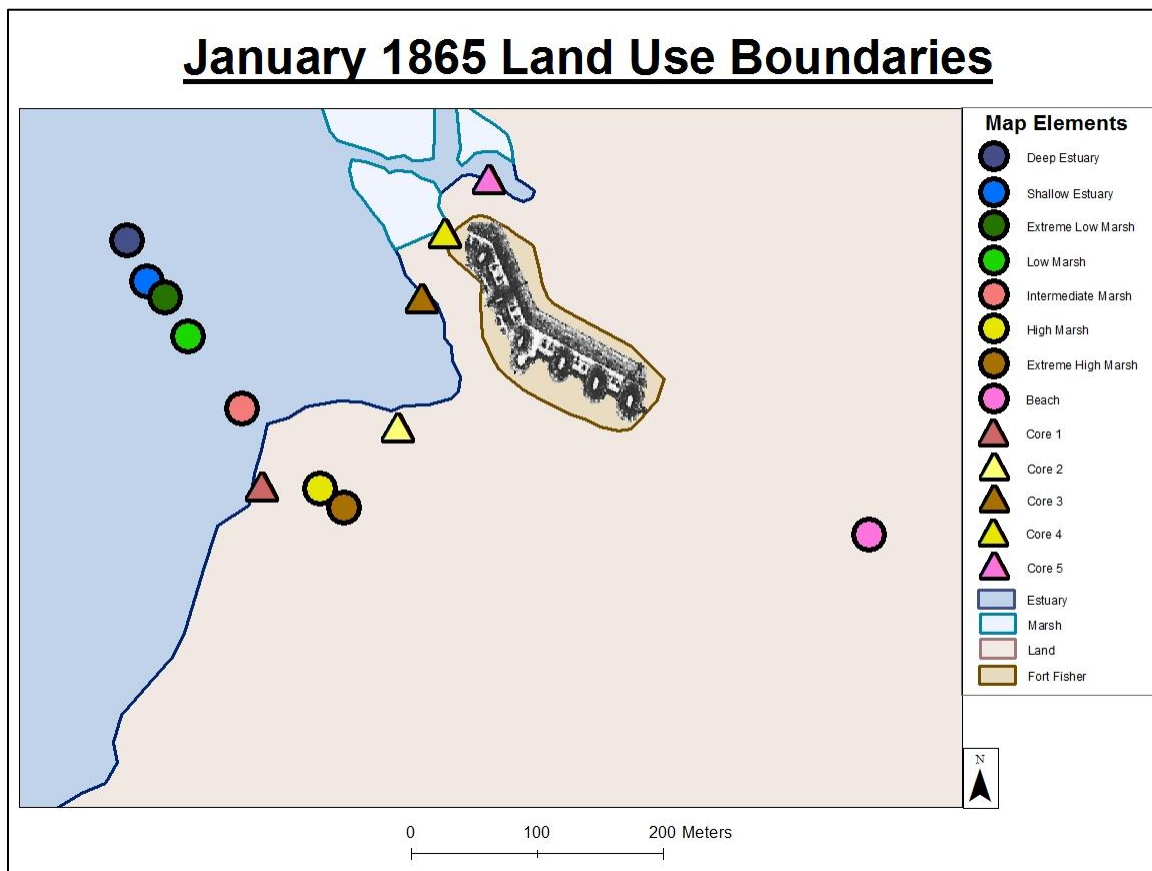 January 1865 Land Use Boundaries
Map Elements
Deep Estuary
Shallow Estuary
Extreme Low Marsh
Low Marsh
Intermediate Marsh
High Marsh
Extreme High Marsh
Beach
Core 1
Core 2
Core 3
Core 4
Core 5
Estuary
Marsh
Land
Fort Fisher
N
0 100 200 Meters